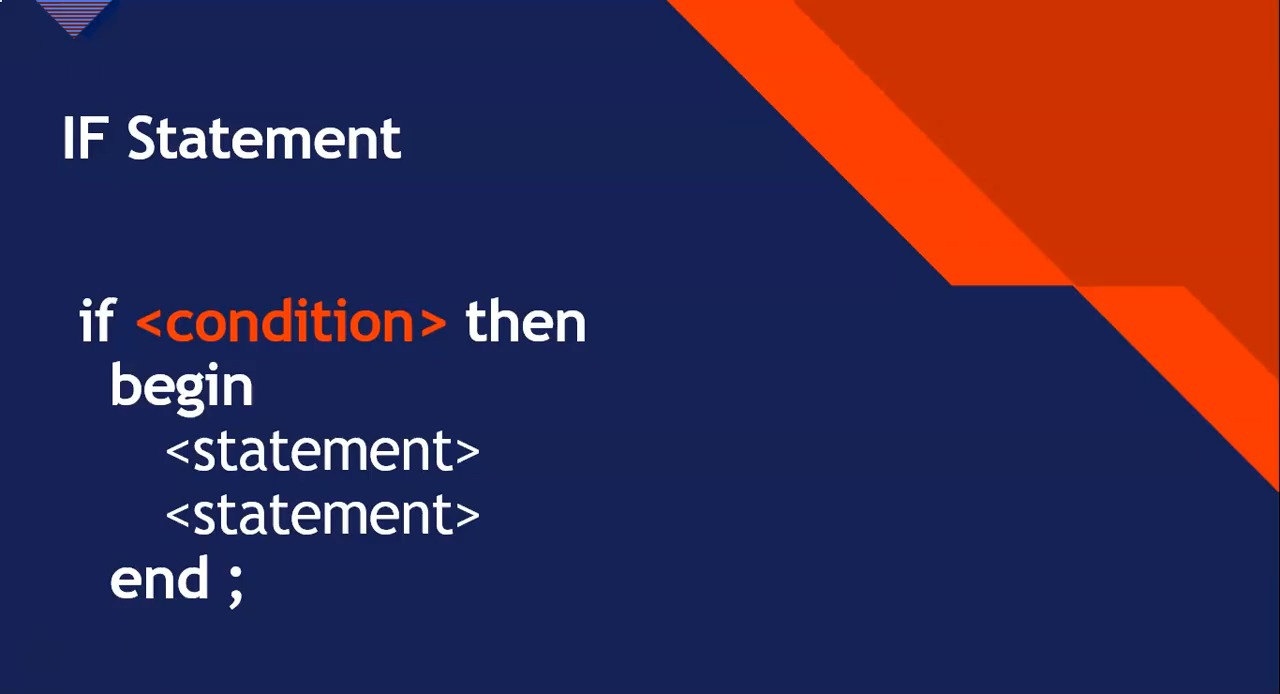 IF Statement
if <condition> then
begin
<statement>
<statement>
end ;